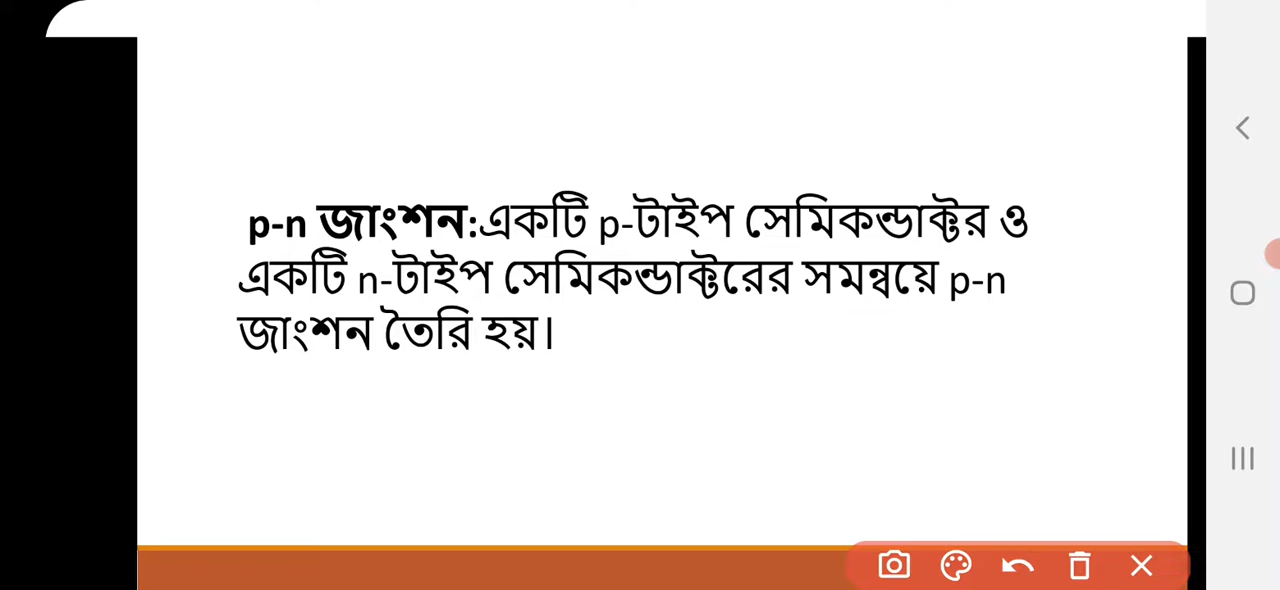 p-n জাংশন:একটি p-টাইপ সেমিকন্ডাক্টর ও
একটি n-টাইপ সেমিকন্ডাক্টরের সমন্বয়ে p-n
জাংশন তৈরি হয়।